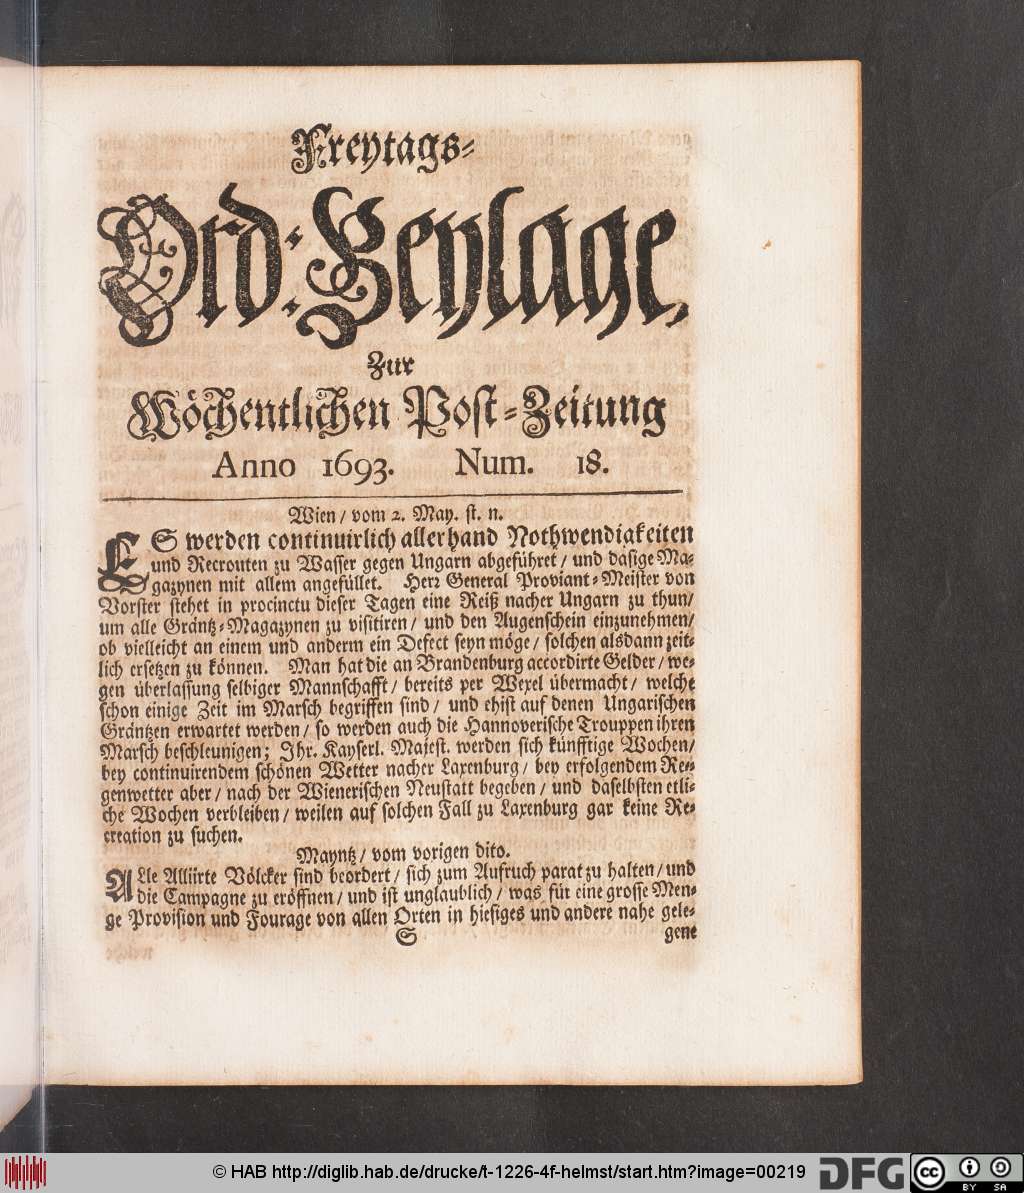 Freytags-
Ord: Beylage,
Zur
Wöchentlichen Post-Zeitung
Anno 1693. Num. 18.
Wien / vom 2. May. st. n.
ES werden continuirlich allerhand Nothwendigkeiten
und Recrouten zu Wasser gegen Ungarn abgeführet / und dasige Ma-
gazynen mit allem angefüllet. Herr General Proviant-Meister von
Vorster stehet in procinctu dieser Tagen eine Reiß nacher Ungarn zu thun /
um alle Gräntz-Magazynen zu visitiren / und den Augenschein einzunehmen /
ob vielleicht an einem und anderm ein Defect seyn möge / solchen alsdann zeit-
lich ersetzen zu können. Man hat die an Brandenburg accordirte Gelder / we-
gen überlassung selbiger Mannschafft / bereits per Wexel übermacht / welche
schon einige Zeit im Marsch begriffen sind / und ehist auf denen Ungarischen
Gräntzen erwartet werden / so werden auch die Hannoverische Trouppen ihren
Marsch beschleunigen; Ihr. Kayserl. Majest. werden sich künfftige Wochen /
bey continuirendem schönen Wetter nacher Laxenburg / bey erfolgendem Re-
genwetter aber / nach der Wienerischen Neustatt begeben / und daselbsten etli-
che Wochen verbleiben / weilen auf solchen Fall zu Laxenburg gar keine Re-
creation zu suchen.
Mayntz / vom vorigen dito.
ALle Alliirte Völcker sind beordert / sich zum Aufruch parat zu halten / und
die Campagne zu eröffnen / und ist unglaublich / was für eine grosse Men-
ge Provision und Fourage von allen Orten in hiesiges und andere nahe gele-
S gene
© HAB http://diglib.hab.de/drucke/t-1226-4f-helmst/start.htm?image=00219
DFG
cc BY SA